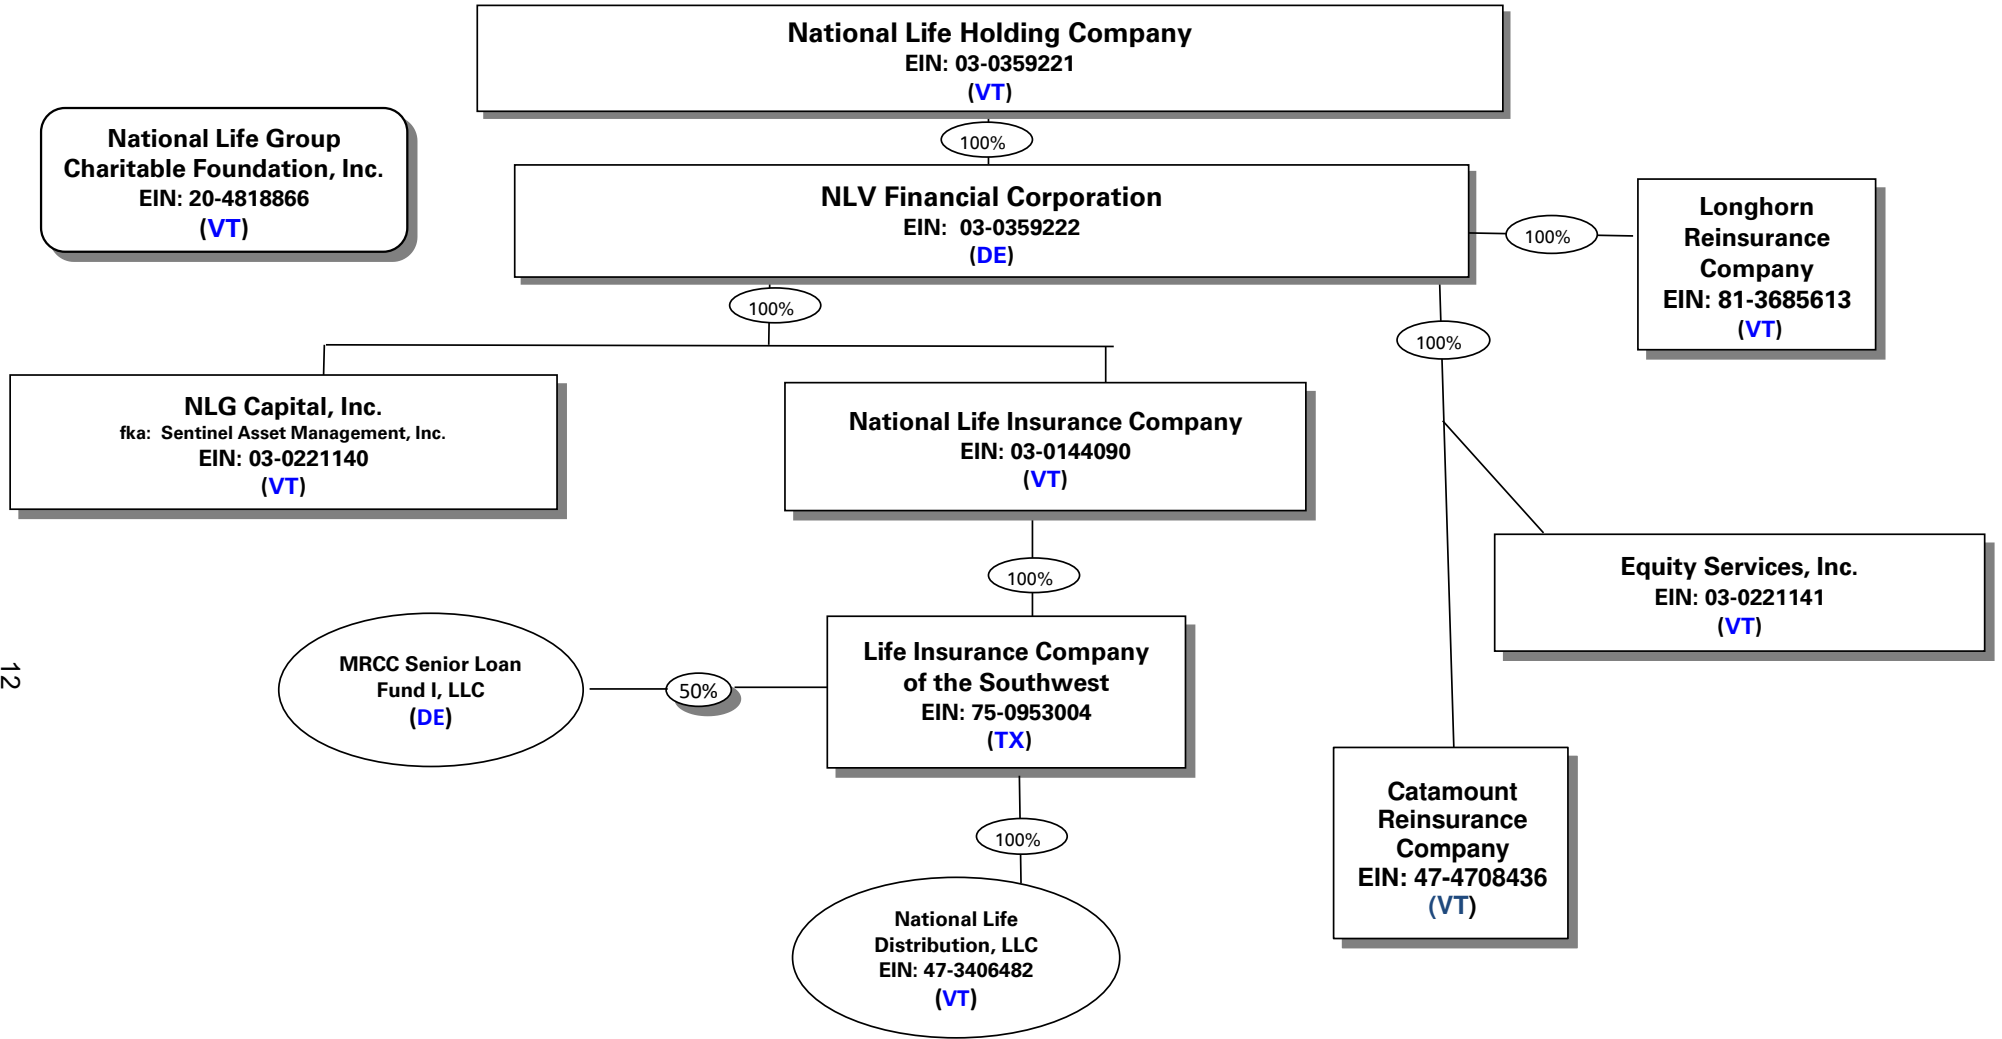 National Life Holding Company
EIN: 03-0359221
(VT)
100%
National Life Group
Charitable Foundation, Inc.
EIN: 20-4818866
(VT)
NLV Financial Corporation
EIN: 03-0359222
(DE)
100%
Longhorn
Reinsurance
Company
EIN: 81-3685613
(VT)
100%
100%
NLG Capital, Inc.
fka: Sentinel Asset Management, Inc.
EIN: 03-0221140
(VT)
National Life Insurance Company
EIN: 03-0144090
(VT)
100%
Equity Services, Inc.
EIN: 03-0221141
(VT)
MRCC Senior Loan
Fund I, LLC
(DE)
50%
Life Insurance Company
of the Southwest
EIN: 75-0953004
(TX)
100%
Catamount
Reinsurance
Company
EIN: 47-4708436
(VT)
National Life
Distribution, LLC
EIN: 47-3406482
(VT)
12